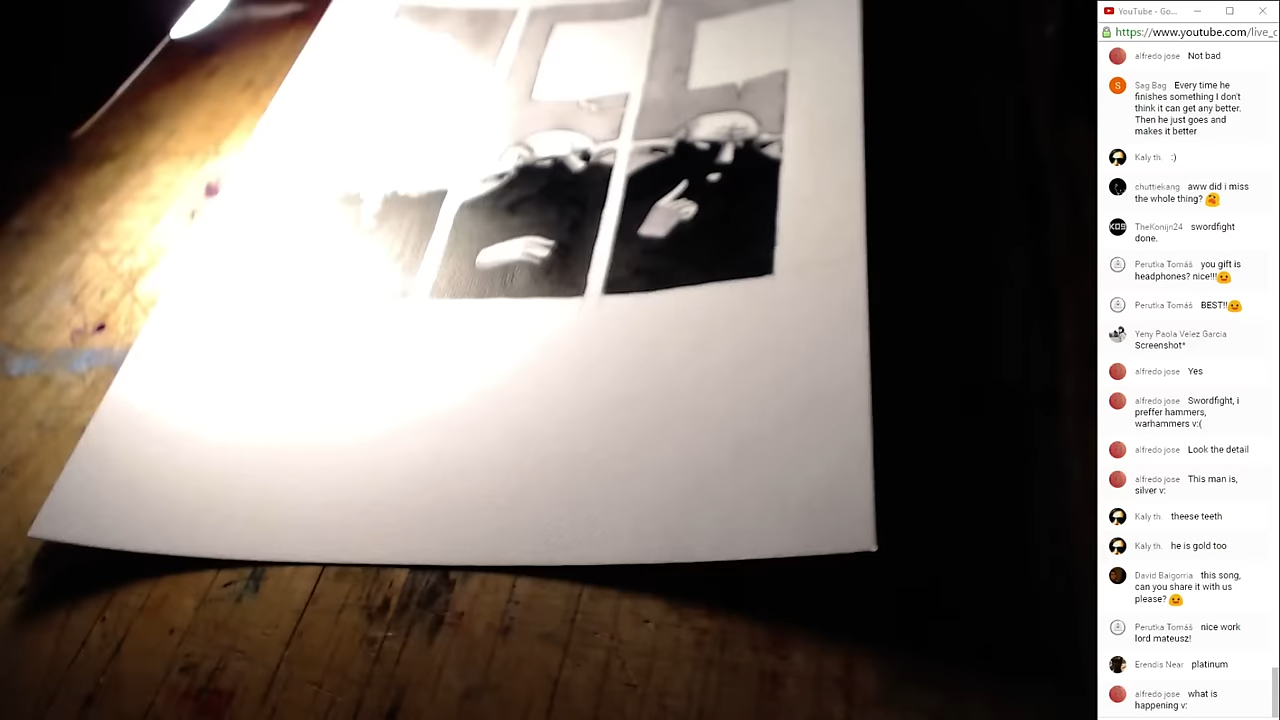 YouTube - Go...
https://www.youtube.com/live_c
alfredo jose Not bad
Sag Bag Every time he
finishes something I don't
think it can get any better.
Then he just goes and
makes it better
Kaly th. :)
chuttiekang aww did i miss
the whole thing?
TheKonijn24 swordfight
done.
Perutka Tomáš you gift is
headphones? nice!!!
Perutka Tomáš BEST!!
Yeny Paola Velez Garcia
Screenshot*
alfredo jose Yes
alfredo jose Swordfight, i
preffer hammers,
warhammers v:(
alfredo jose Look the detail
alfredo jose This man is,
silver v:
Kaly th. theese teeth
Kaly th. he is gold too
David Baigorria this song,
can you share it with us
please?
Perutka Tomáš nice work
lord mateusz!
Erendis Near platinum
alfredo jose what is
happening v: